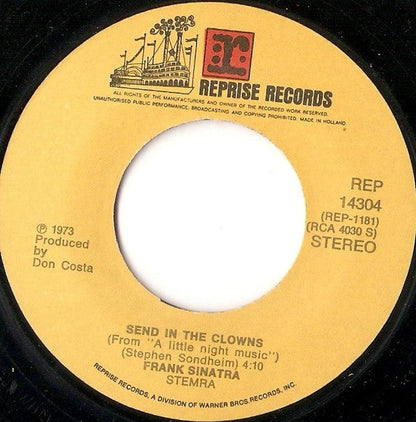 r:
REPRISE RECORDS
ALL RIGHTS OF THE MANUFACTURERS AND OWNER OF THE RECORDED WORK RESERVED.
UNAUTHORISED PUBLIC PERFORMANCE, BROADCASTING AND COPYING PROHIBITED. MADE IN HOLLAND.
REP
14304
(REP-1181)
(RCA 4030 S)
STEREO
℗ 1973
Produced
by
Don Costa
SEND IN THE CLOWNS
(From "A little night music")
(Stephen Sondheim) 4:10
FRANK SINATRA
STEMRA
REPRISE RECORDS, A DIVISION OF WARNER BROS. RECORDS, INC.